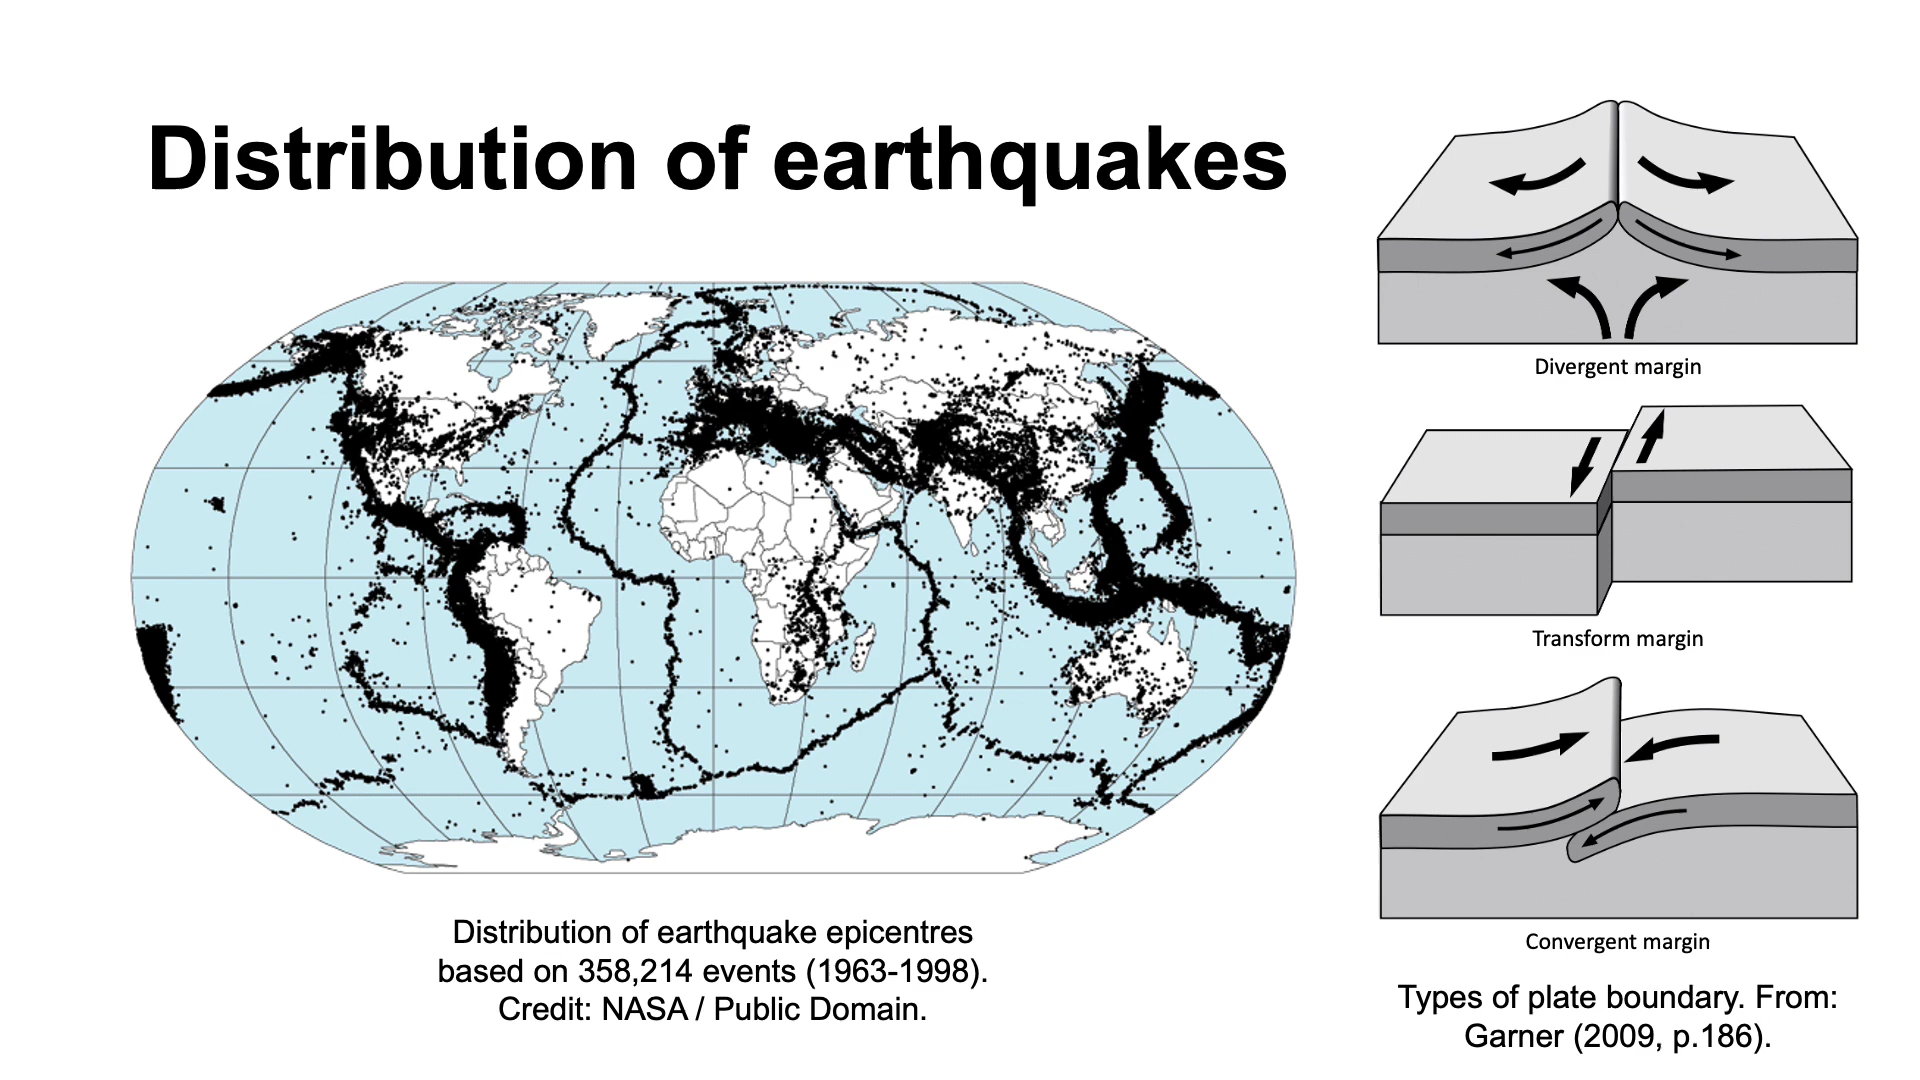 Distribution of earthquakes
Distribution of earthquake epicentres
based on 358,214 events (1963-1998).
Credit: NASA / Public Domain.
Divergent margin
Transform margin
Convergent margin
Types of plate boundary. From:
Garner (2009, p.186).